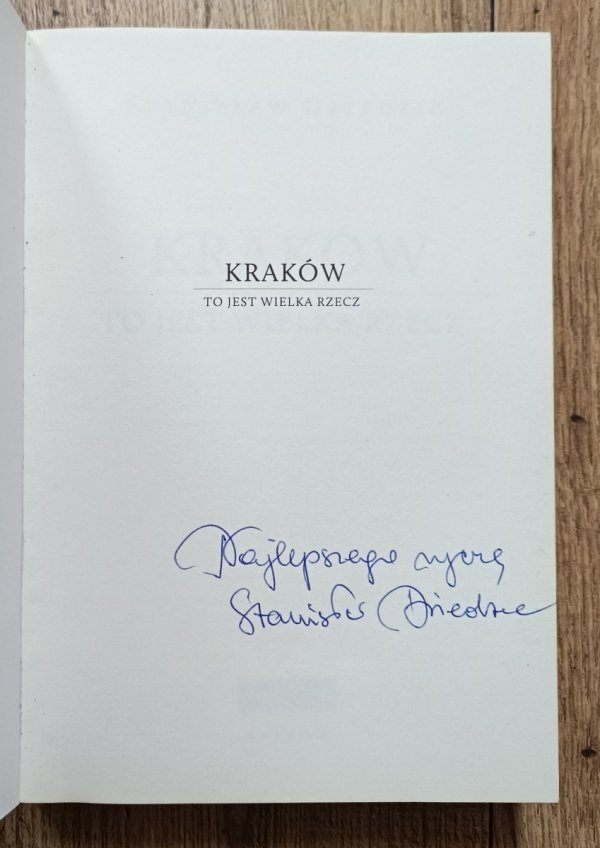 KRAKÓW
TO JEST WIELKA RZECZ
Najlepszego życzę
Stanisław Dziedzic